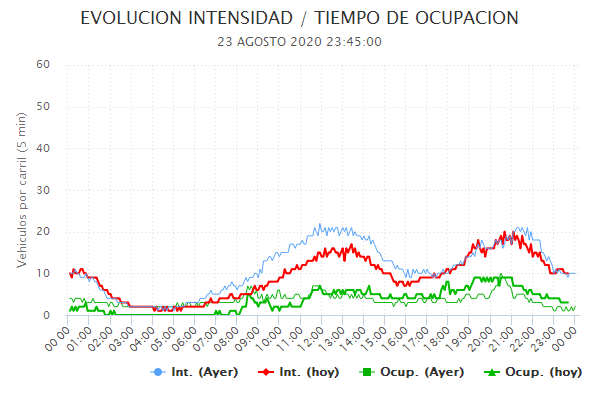 EVOLUCION INTENSIDAD / TIEMPO DE OCUPACION
23 AGOSTO 2020 23:45:00
Vehiculos por carril (5 min)
60
50
40
30
20
10
0
00:00 01:00 02:00 03:00 04:00 05:00 06:00 07:00 08:00 09:00 10:00 11:00 12:00 13:00 14:00 15:00 16:00 17:00 18:00 19:00 20:00 21:00 22:00 23:00 00:00
Int. (Ayer) Int. (hoy) Ocup. (Ayer) Ocup. (hoy)